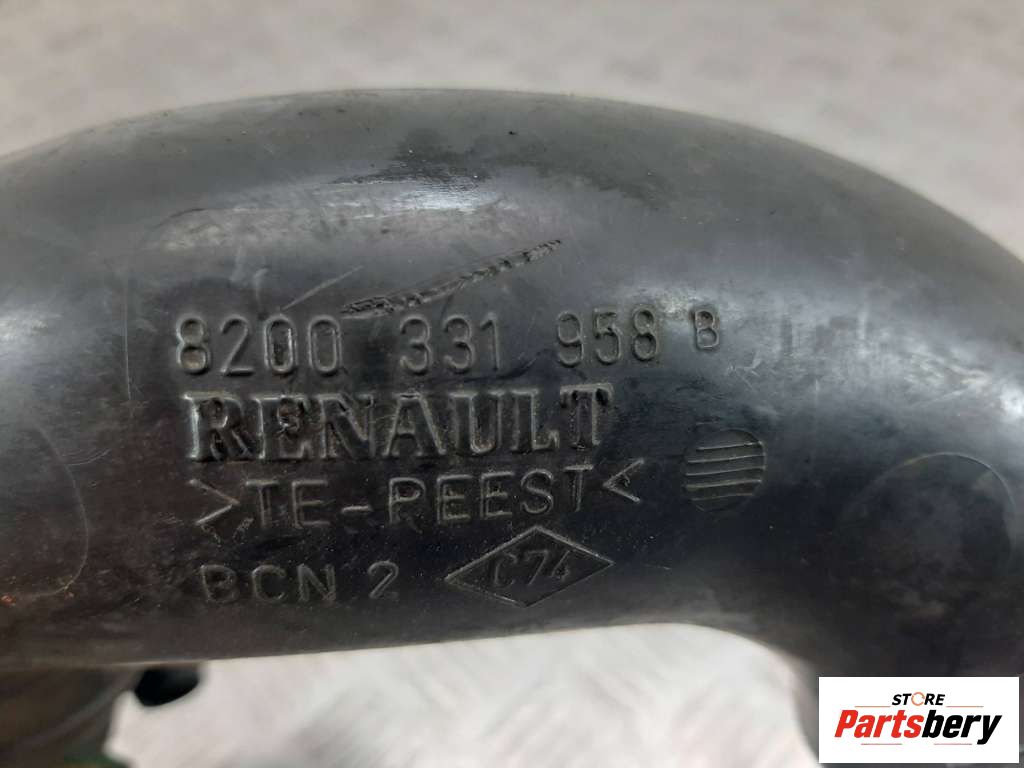 8200 331 958 B
RENAULT
>TE-PEEST<
BCN 2 C74
STORE
Partsbery